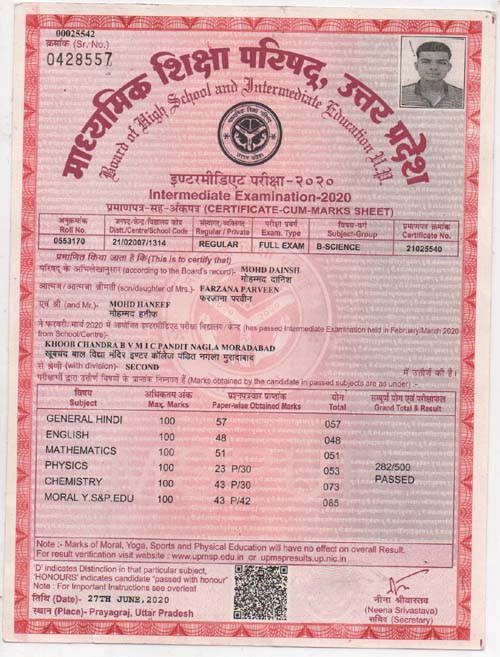 00025542
क्रमांक (Sr. No.)
0428557
माध्यमिक शिक्षा परिषद, उत्तर प्रदेश
Board of High School and Intermediate Education U.P.
इण्टरमीडिएट परीक्षा-२०२०
Intermediate Examination-2020
प्रमाणपत्र-सह-अंकपत्र (CERTIFICATE-CUM-MARKS SHEET)
अनुक्रमांक Roll No. जनपद/केन्द्र/विद्यालय कोड Distt./Centre/School Code संस्थागत/व्यक्तिगत Regular / Private परीक्षा प्रकार Exam. Type विषय-वर्ग Subject-Group प्रमाणपत्र क्रमांक Certificate No.
0553170 21/02007/1314 REGULAR FULL EXAM B-SCIENCE 21025540
प्रमाणित किया जाता है कि (This is to certify that)
परिषद के अभिलेखानुसार (according to the Board's record)- MOHD DAINSH
मोहम्मद दानिश
आत्मज / आत्मजा श्रीमती (son/daughter of Mrs.)- FARZANA PARVEEN
फरजाना परवीन
एवं श्री (and Mr.)- MOHD HANEEF
मोहम्मद हनीफ
ने फरवरी/मार्च 2020 में आयोजित इण्टरमीडिएट परीक्षा विद्यालय / केन्द्र (has passed Intermediate Examination held in February/March 2020
from School/Centre)-
KHOOB CHANDRA B V M I C PANDIT NAGLA MORADABAD
खूबचंद बाल विद्या मंदिर इण्टर कॉलेज पंडित नगला मुरादाबाद
से श्रेणी (with division)- SECOND में उत्तीर्ण की है।
परीक्षार्थी द्वारा उत्तीर्ण विषयों के प्राप्तांक निम्नवत हैं (Marks obtained by the candidate in passed subjects are as under) :-
विषय Subject अधिकतम अंक Max. Marks प्रश्नपत्रवार प्राप्तांक Paper-wise Obtained Marks योग Total सम्पूर्ण योग एवं परीक्षाफल Grand Total & Result
GENERAL HINDI 100 57 057
ENGLISH 100 48 048
MATHEMATICS 100 51 051
PHYSICS 100 23 P/30 053 282/500
CHEMISTRY 100 43 P/30 073 PASSED
MORAL Y.S&P.EDU 100 43 P/42 085
Note :- Marks of Moral, Yoga, Sports and Physical Education will have no effect on overall Result.
For result verification visit website : www.upmsp.edu.in or upmspresults.up.nic.in
'D' indicates Distinction in that particular subject,
'HONOURS' indicates candidate "passed with honour"
Note : For Important Instructions see overleaf
तिथि (Date)- 27TH JUNE,2020
स्थान (Place)- Prayagraj, Uttar Pradesh
नीना श्रीवास्तव
(Neena Srivastava)
सचिव (Secretary)